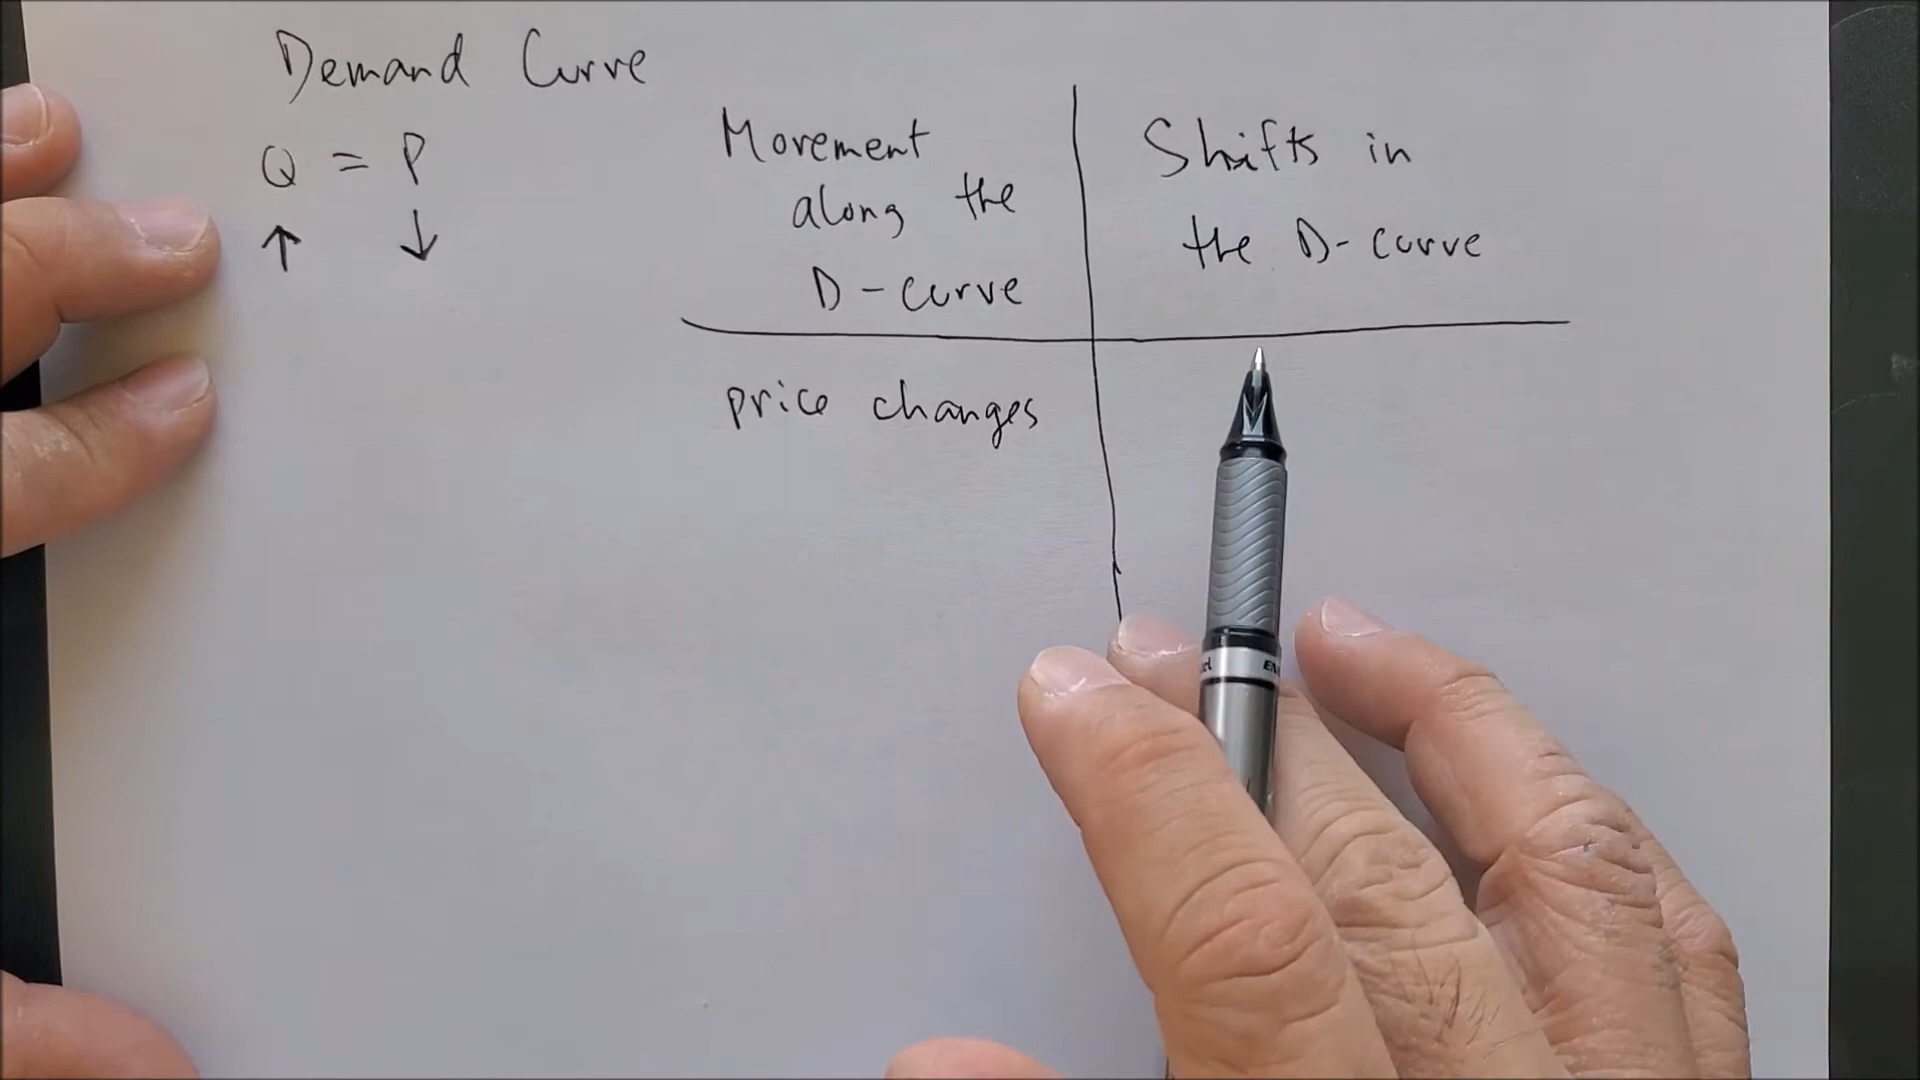 Demand Curve
Q = P
↑ ↓
Movement
along the
D-curve
price changes
Shifts in
the D-curve